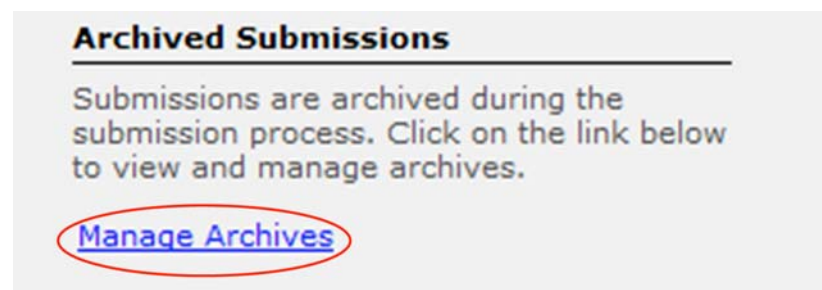 Archived Submissions
Submissions are archived during the
submission process. Click on the link below
to view and manage archives.
Manage Archives